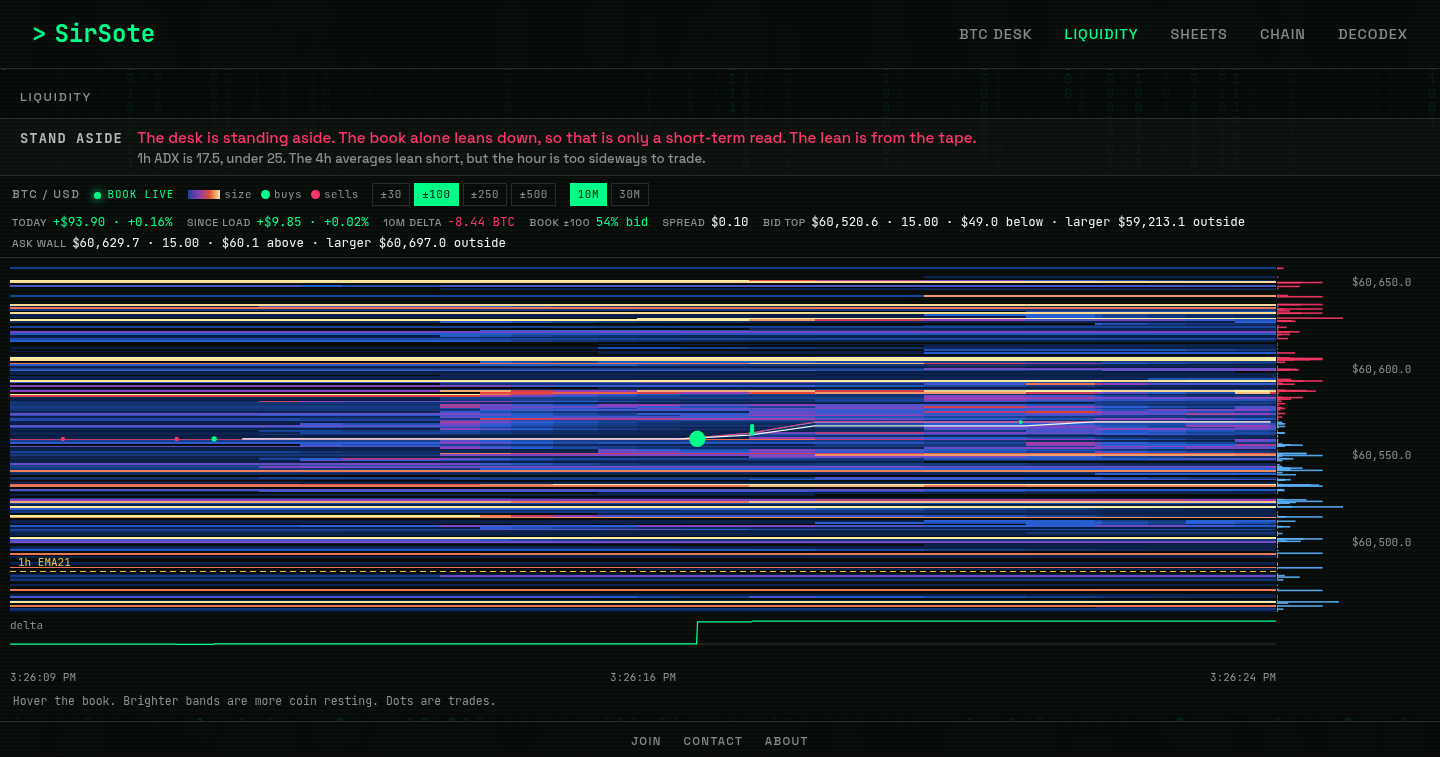 > SirSote
BTC DESK LIQUIDITY SHEETS CHAIN DECODEX
LIQUIDITY
STAND ASIDE The desk is standing aside. The book alone leans down, so that is only a short-term read. The lean is from the tape.
1h ADX is 17.5, under 25. The 4h averages lean short, but the hour is too sideways to trade.
BTC / USD BOOK LIVE size buys sells ±30 ±100 ±250 ±500 10M 30M
TODAY +$93.90 · +0.16% SINCE LOAD +$9.85 · +0.02% 10M DELTA -8.44 BTC BOOK ±100 54% bid SPREAD $0.10 BID TOP $60,520.6 · 15.00 · $49.0 below · larger $59,213.1 outside
ASK WALL $60,629.7 · 15.00 · $60.1 above · larger $60,697.0 outside
$60,650.0
$60,600.0
$60,550.0
$60,500.0
1h EMA21
delta
3:26:09 PM 3:26:16 PM 3:26:24 PM
Hover the book. Brighter bands are more coin resting. Dots are trades.
JOIN CONTACT ABOUT